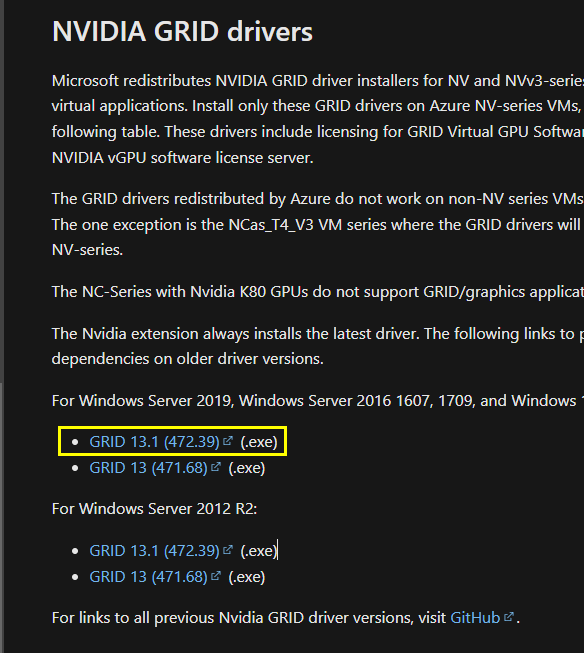 NVIDIA GRID drivers
Microsoft redistributes NVIDIA GRID driver installers for NV and NVv3-series
virtual applications. Install only these GRID drivers on Azure NV-series VMs,
following table. These drivers include licensing for GRID Virtual GPU Softwar
NVIDIA vGPU software license server.
The GRID drivers redistributed by Azure do not work on non-NV series VMs
The one exception is the NCas_T4_V3 VM series where the GRID drivers will
NV-series.
The NC-Series with Nvidia K80 GPUs do not support GRID/graphics applicat
The Nvidia extension always installs the latest driver. The following links to p
dependencies on older driver versions.
For Windows Server 2019, Windows Server 2016 1607, 1709, and Windows 1
• GRID 13.1 (472.39) (.exe)
• GRID 13 (471.68) (.exe)
For Windows Server 2012 R2:
• GRID 13.1 (472.39) (.exe)
• GRID 13 (471.68) (.exe)
For links to all previous Nvidia GRID driver versions, visit GitHub.